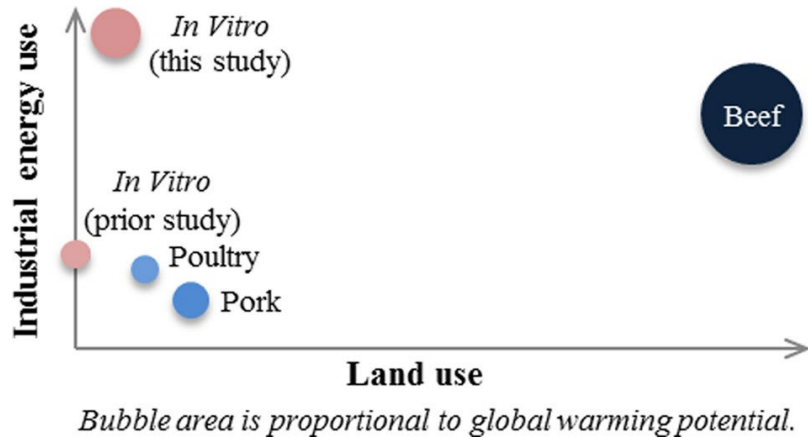 Industrial energy use
In Vitro
(this study)
Beef
In Vitro
(prior study)
Poultry
Pork
Land use
Bubble area is proportional to global warming potential.